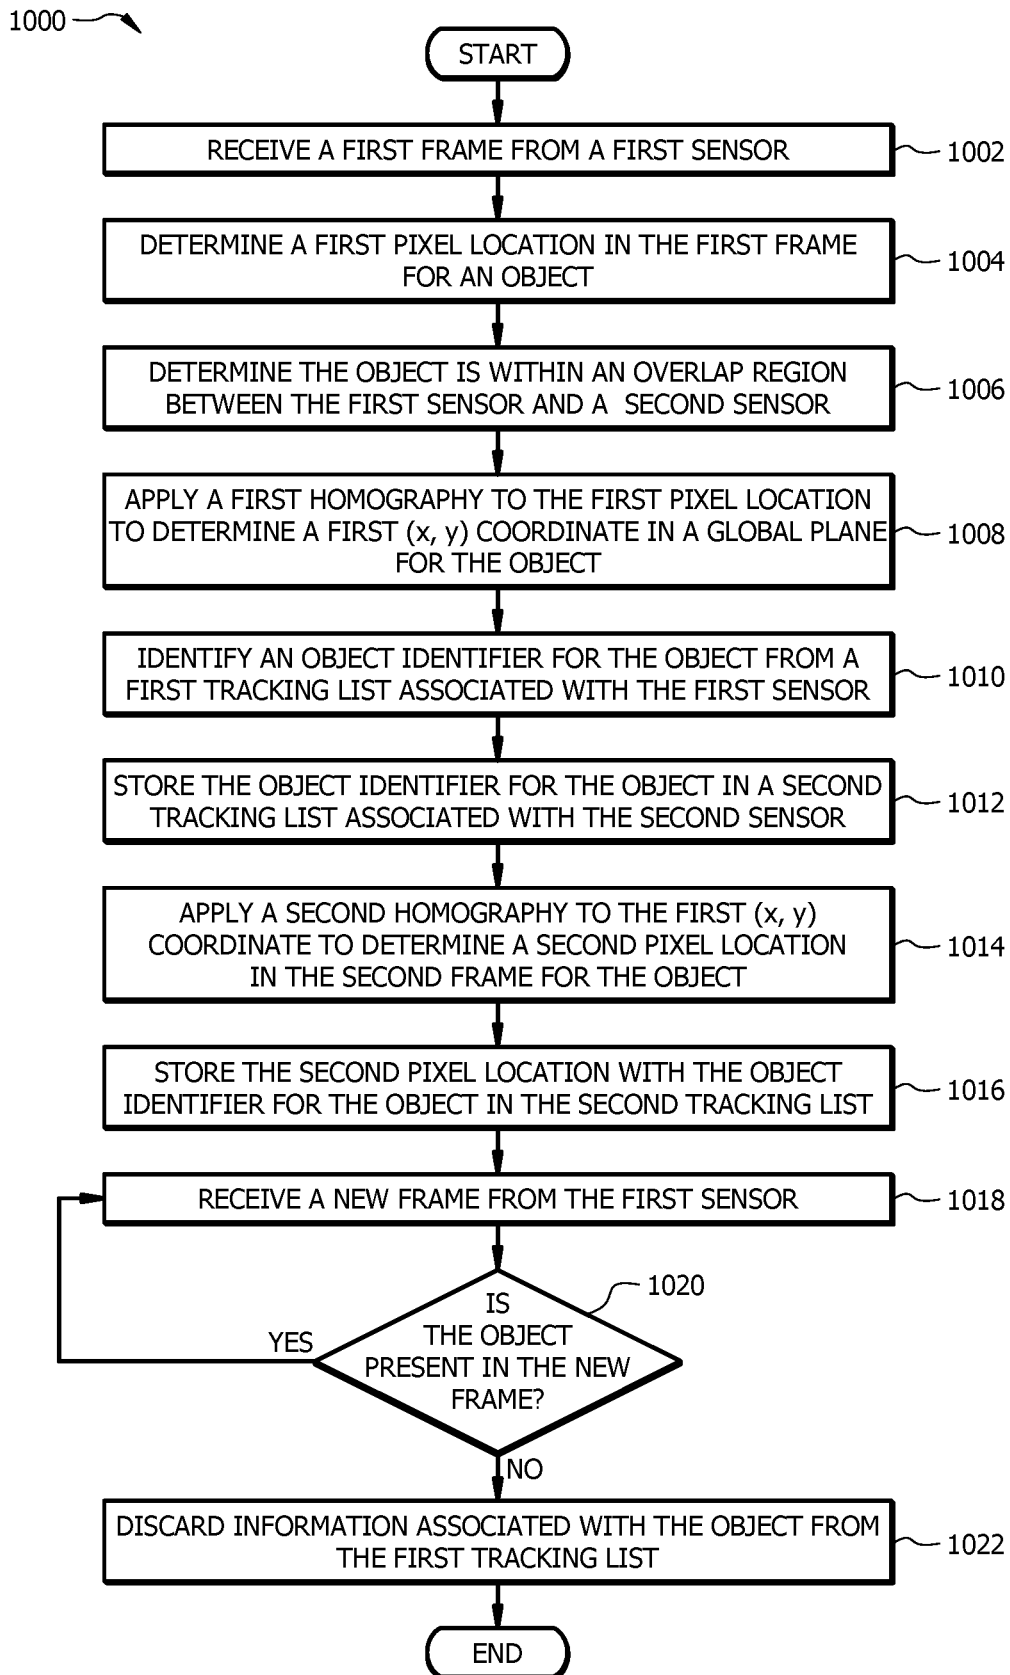 1000
START
RECEIVE A FIRST FRAME FROM A FIRST SENSOR
1002
DETERMINE A FIRST PIXEL LOCATION IN THE FIRST FRAME
FOR AN OBJECT
1004
DETERMINE THE OBJECT IS WITHIN AN OVERLAP REGION
BETWEEN THE FIRST SENSOR AND A SECOND SENSOR
1006
APPLY A FIRST HOMOGRAPHY TO THE FIRST PIXEL LOCATION
TO DETERMINE A FIRST (x, y) COORDINATE IN A GLOBAL PLANE
FOR THE OBJECT
1008
IDENTIFY AN OBJECT IDENTIFIER FOR THE OBJECT FROM A
FIRST TRACKING LIST ASSOCIATED WITH THE FIRST SENSOR
1010
STORE THE OBJECT IDENTIFIER FOR THE OBJECT IN A SECOND
TRACKING LIST ASSOCIATED WITH THE SECOND SENSOR
1012
APPLY A SECOND HOMOGRAPHY TO THE FIRST (x, y)
COORDINATE TO DETERMINE A SECOND PIXEL LOCATION
IN THE SECOND FRAME FOR THE OBJECT
1014
STORE THE SECOND PIXEL LOCATION WITH THE OBJECT
IDENTIFIER FOR THE OBJECT IN THE SECOND TRACKING LIST
1016
RECEIVE A NEW FRAME FROM THE FIRST SENSOR
1018
IS
THE OBJECT
PRESENT IN THE NEW
FRAME?
1020
YES
NO
DISCARD INFORMATION ASSOCIATED WITH THE OBJECT FROM
THE FIRST TRACKING LIST
1022
END